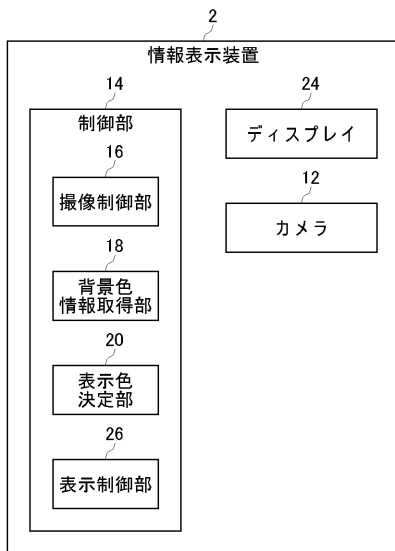 2
情報表示装置
14
制御部
16
撮像制御部
18
背景色
情報取得部
20
表示色
決定部
26
表示制御部
24
ディスプレイ
12
カメラ